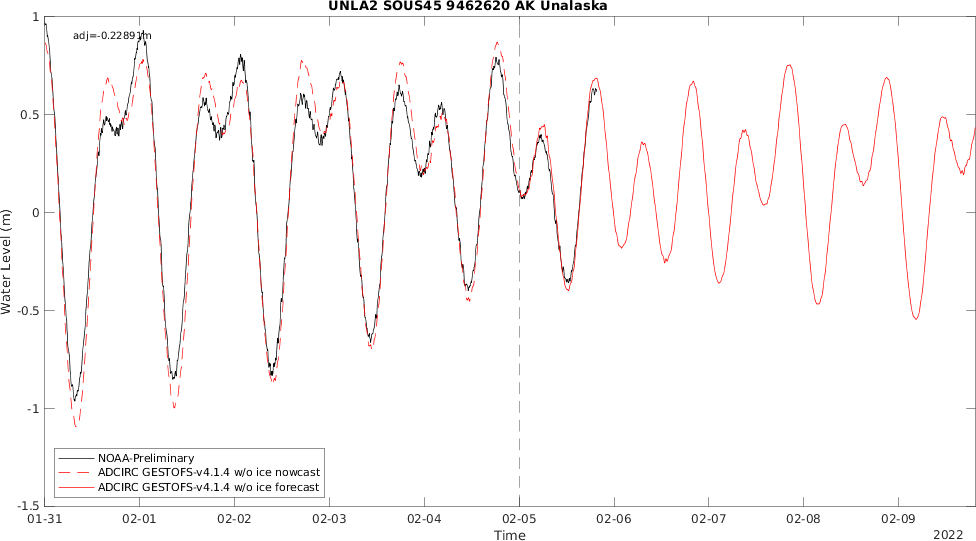 UNLA2 SOUS45 9462620 AK Unalaska
adj=-0.22891m
1
0.5
0
-0.5
-1
-1.5
Water Level (m)
NOAA-Preliminary
ADCIRC GESTOFS-v4.1.4 w/o ice nowcast
ADCIRC GESTOFS-v4.1.4 w/o ice forecast
01-31 02-01 02-02 02-03 02-04 02-05 02-06 02-07 02-08 02-09
Time
2022